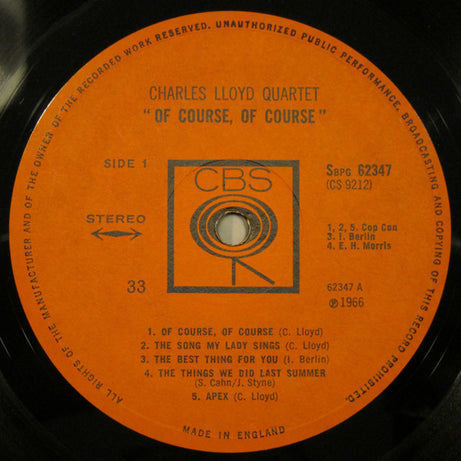 ALL RIGHTS OF THE MANUFACTURER AND OF THE OWNER OF THE RECORDED WORK RESERVED. UNAUTHORIZED PUBLIC PERFORMANCE, BROADCASTING AND COPYING OF THIS RECORD PROHIBITED.
CHARLES LLOYD QUARTET
"OF COURSE, OF COURSE"
SIDE 1
CBS
SBPG 62347
(CS 9212)
STEREO
1, 2, 5. Cop Con
3. I. Berlin
4. E. H. Morris
33
62347 A
℗ 1966
1. OF COURSE, OF COURSE (C. Lloyd)
2. THE SONG MY LADY SINGS (C. Lloyd)
3. THE BEST THING FOR YOU (I. Berlin)
4. THE THINGS WE DID LAST SUMMER
(S. Cahn/J. Styne)
5. APEX (C. Lloyd)
MADE IN ENGLAND